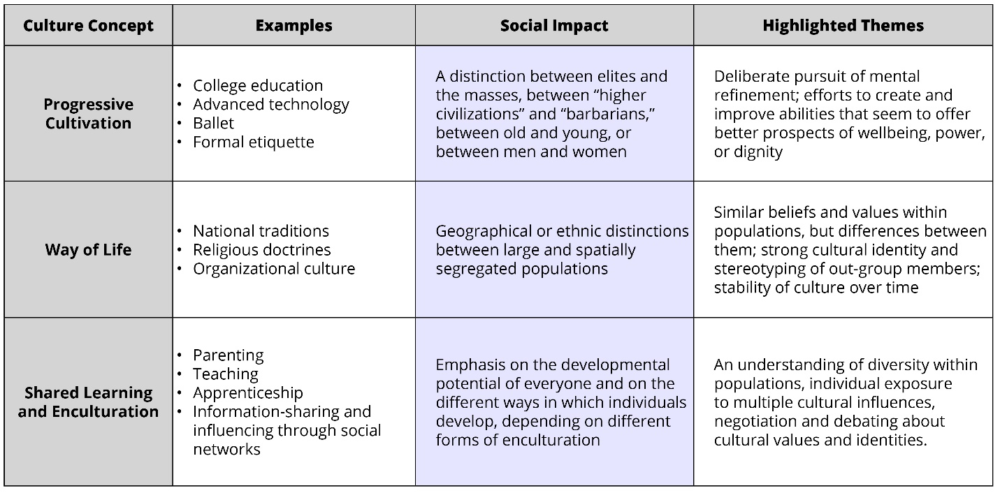 Culture Concept
Examples
Social Impact
Highlighted Themes
Progressive
Cultivation
• College education
• Advanced technology
• Ballet
• Formal etiquette
A distinction between elites and
the masses, between “higher
civilizations” and “barbarians,”
between old and young, or
between men and women
Deliberate pursuit of mental
refinement; efforts to create and
improve abilities that seem to offer
better prospects of wellbeing, power,
or dignity
Way of Life
• National traditions
• Religious doctrines
• Organizational culture
Geographical or ethnic distinctions
between large and spatially
segregated populations
Similar beliefs and values within
populations, but differences between
them; strong cultural identity and
stereotyping of out-group members;
stability of culture over time
Shared Learning
and Enculturation
• Parenting
• Teaching
• Apprenticeship
• Information-sharing and
influencing through social
networks
Emphasis on the developmental
potential of everyone and on the
different ways in which individuals
develop, depending on different
forms of enculturation
An understanding of diversity within
populations, individual exposure
to multiple cultural influences,
negotiation and debating about
cultural values and identities.